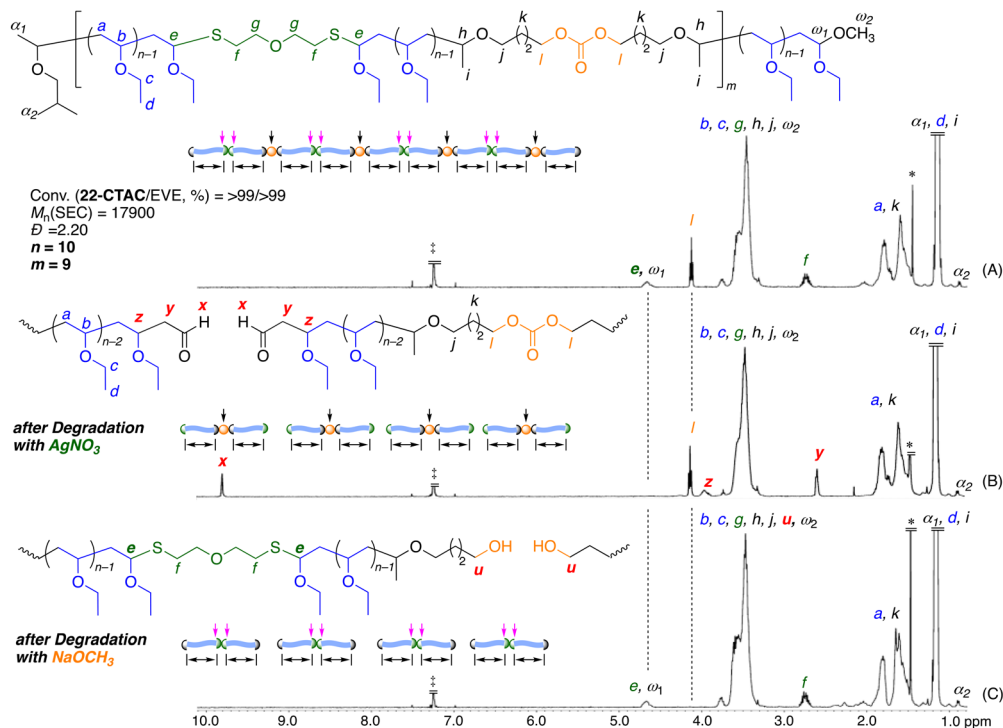 α1 a b e S g O g S e k k h ω2
f f n–1 h O j 2 O O O 2 O i ω1 OCH3
n–1 O O O O l l j m n–1 O O
O c d α2
b, c, g, h, j, ω2
α1, d, i
Conv. (22-CTAC/EVE, %) = >99/>99
Mn(SEC) = 17900
Đ =2.20
n = 10
m = 9
‡
e, ω1
l
f
a, k
*
α2
(A)
a b z y x H O
n–2
O O
c
d
x H O y z
n–2
O O
O j k 2 O O O l l
b, c, g, h, j, ω2
α1, d, i
after Degradation
with AgNO3
x
‡
l
z
y
a, k
*
α2
(B)
e S O S e
f f
n–1 n–1
O O O O
O 2 OH u
HO u
b, c, g, h, j, u, ω2
* α1, d, i
after Degradation
with NaOCH3
‡
e, ω1
f
a, k
α2
(C)
10.0 9.0 8.0 7.0 6.0 5.0 4.0 3.0 2.0 1.0 ppm